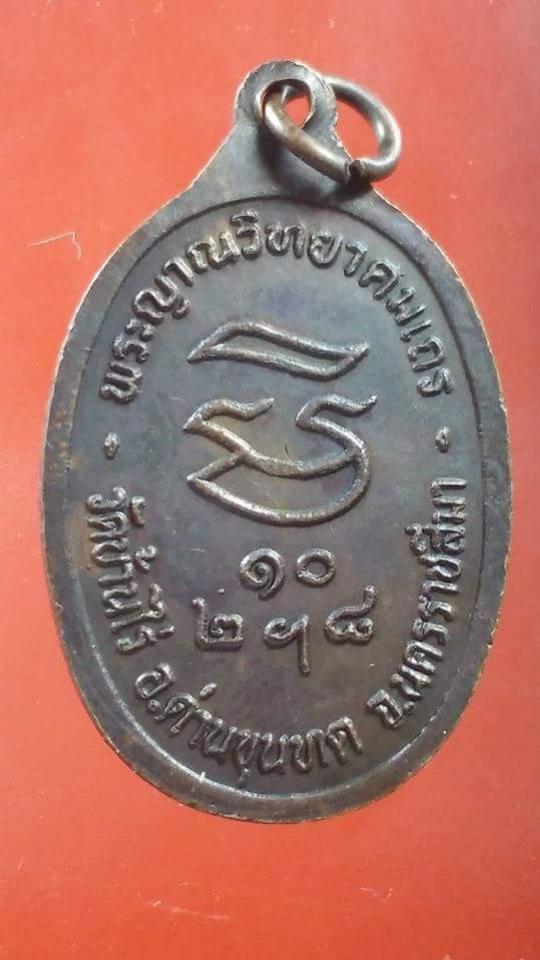 พระญาณวิทยาคมเถร
๑๐
๒ ฯ ๘
วัดบ้านไร่ อ.ด่านขุนทด จ.นครราชสีมา